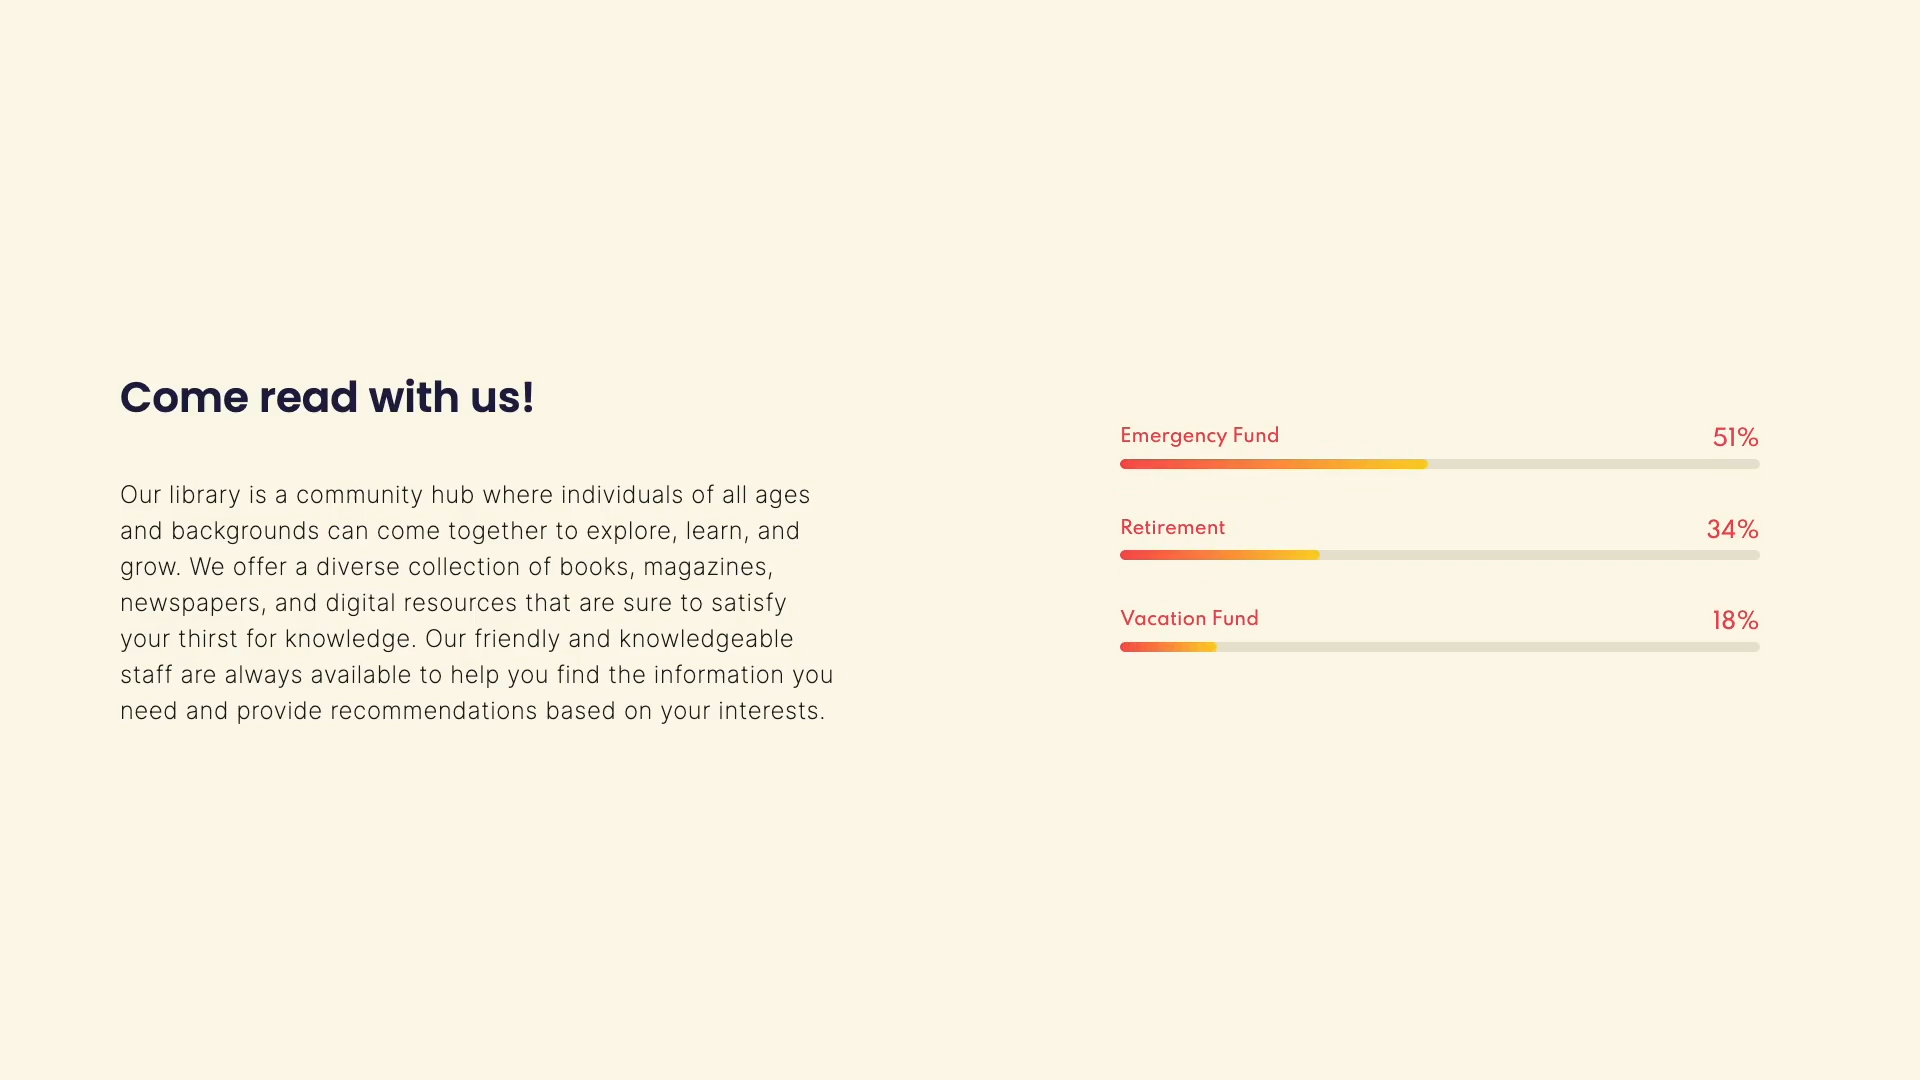 Come read with us!
Our library is a community hub where individuals of all ages
and backgrounds can come together to explore, learn, and
grow. We offer a diverse collection of books, magazines,
newspapers, and digital resources that are sure to satisfy
your thirst for knowledge. Our friendly and knowledgeable
staff are always available to help you find the information you
need and provide recommendations based on your interests.
Emergency Fund 51%
Retirement 34%
Vacation Fund 18%